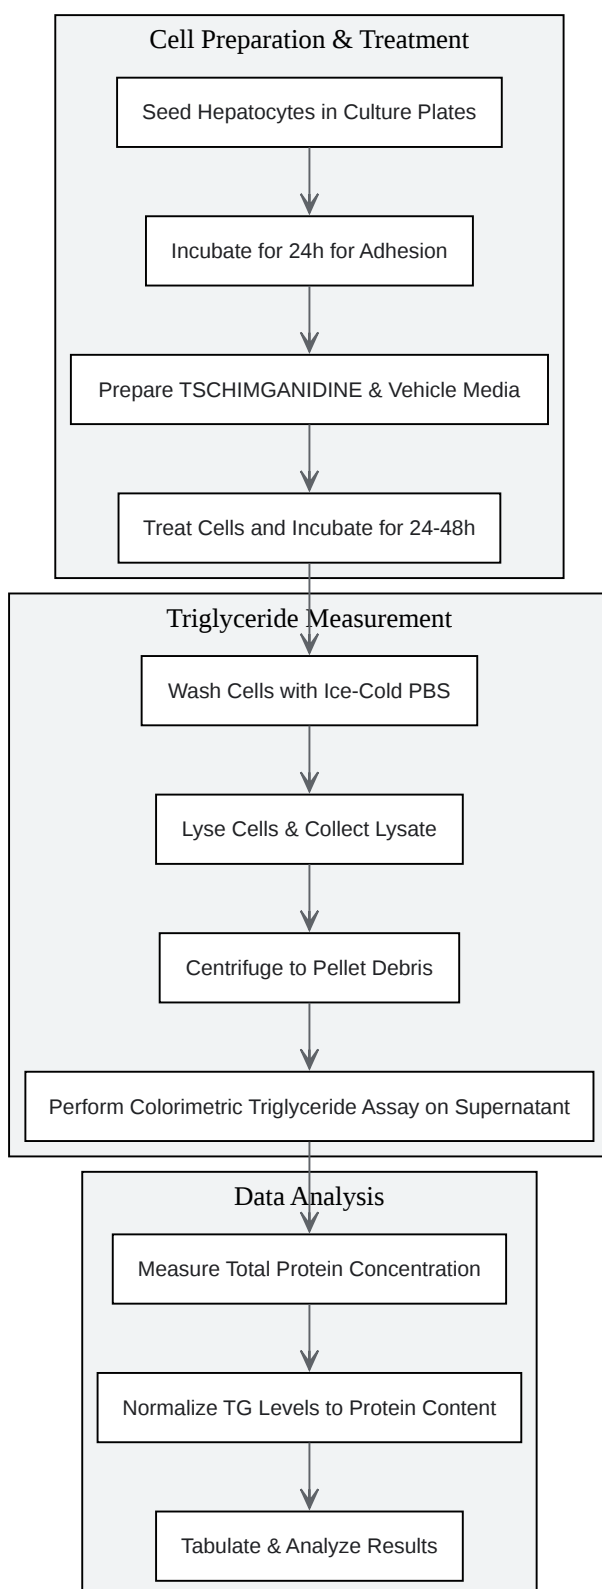 Cell Preparation & Treatment
Seed Hepatocytes in Culture Plates
Incubate for 24h for Adhesion
Prepare TSCHIMGANIDINE & Vehicle Media
Treat Cells and Incubate for 24-48h
Triglyceride Measurement
Wash Cells with Ice-Cold PBS
Lyse Cells & Collect Lysate
Centrifuge to Pellet Debris
Perform Colorimetric Triglyceride Assay on Supernatant
Data Analysis
Measure Total Protein Concentration
Normalize TG Levels to Protein Content
Tabulate & Analyze Results